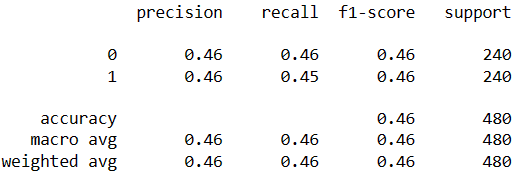 precision recall f1-score support
0 0.46 0.46 0.46 240
1 0.46 0.45 0.46 240
accuracy 0.46 480
macro avg 0.46 0.46 0.46 480
weighted avg 0.46 0.46 0.46 480